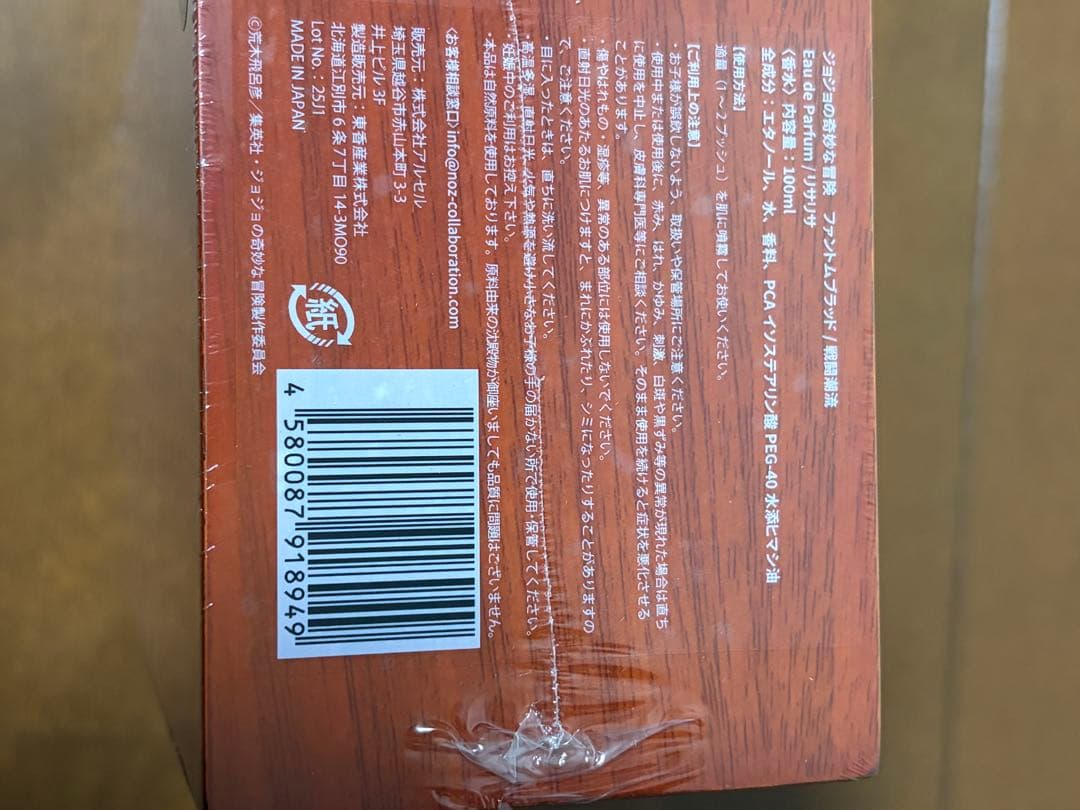 ジョジョの奇妙な冒険　ファントムブラッド / 戦闘潮流
Eau de Parfum / リサリサ
〈香水〉内容量：100ml
全成分：エタノール、水、香料、PCA イソステアリン酸 PEG-40 水添ヒマシ油
【使用方法】
適量（1～2 プッシュ）を肌に噴霧してお使いください。
【ご利用上の注意】
・お子様が誤飲しないよう、取扱いや保管場所にご注意ください。
・使用中または使用後に、赤み、はれ、かゆみ、刺激、白斑や黒ずみ等の異常が現れた場合は直ち
に使用を中止し、皮膚科専門医等にご相談ください。そのまま使用を続けると症状を悪化させる
ことがあります。
・傷やはれもの・湿疹等、異常のある部位には使用しないでください。
・直射日光のあたるお肌につけますと、まれにかぶれたり、シミになったりすることがありますの
で、ご注意ください。
・目に入ったときは、直ちに洗い流してください。
・高温多湿、直射日光、火気や熱源を避け小さなお子様の手の届かない所で使用・保管してください。
妊娠中のご利用はお控え下さい。
・本品は自然原料を使用しております。原料由来の沈殿物が御座いましても品質に問題はございません。
〈お客様相談窓口〉info@noz-collaboration.com
販売元：株式会社アルセル
埼玉県越谷市赤山本町 3-3
井上ビル 3F
製造販売元：東香産業株式会社
北海道江別市 6 条 7丁目 14-3MO90
Lot No. : 25J1
MADE IN JAPAN
©荒木飛呂彦／集英社・ジョジョの奇妙な冒険製作委員会
紙
4 580087 918949